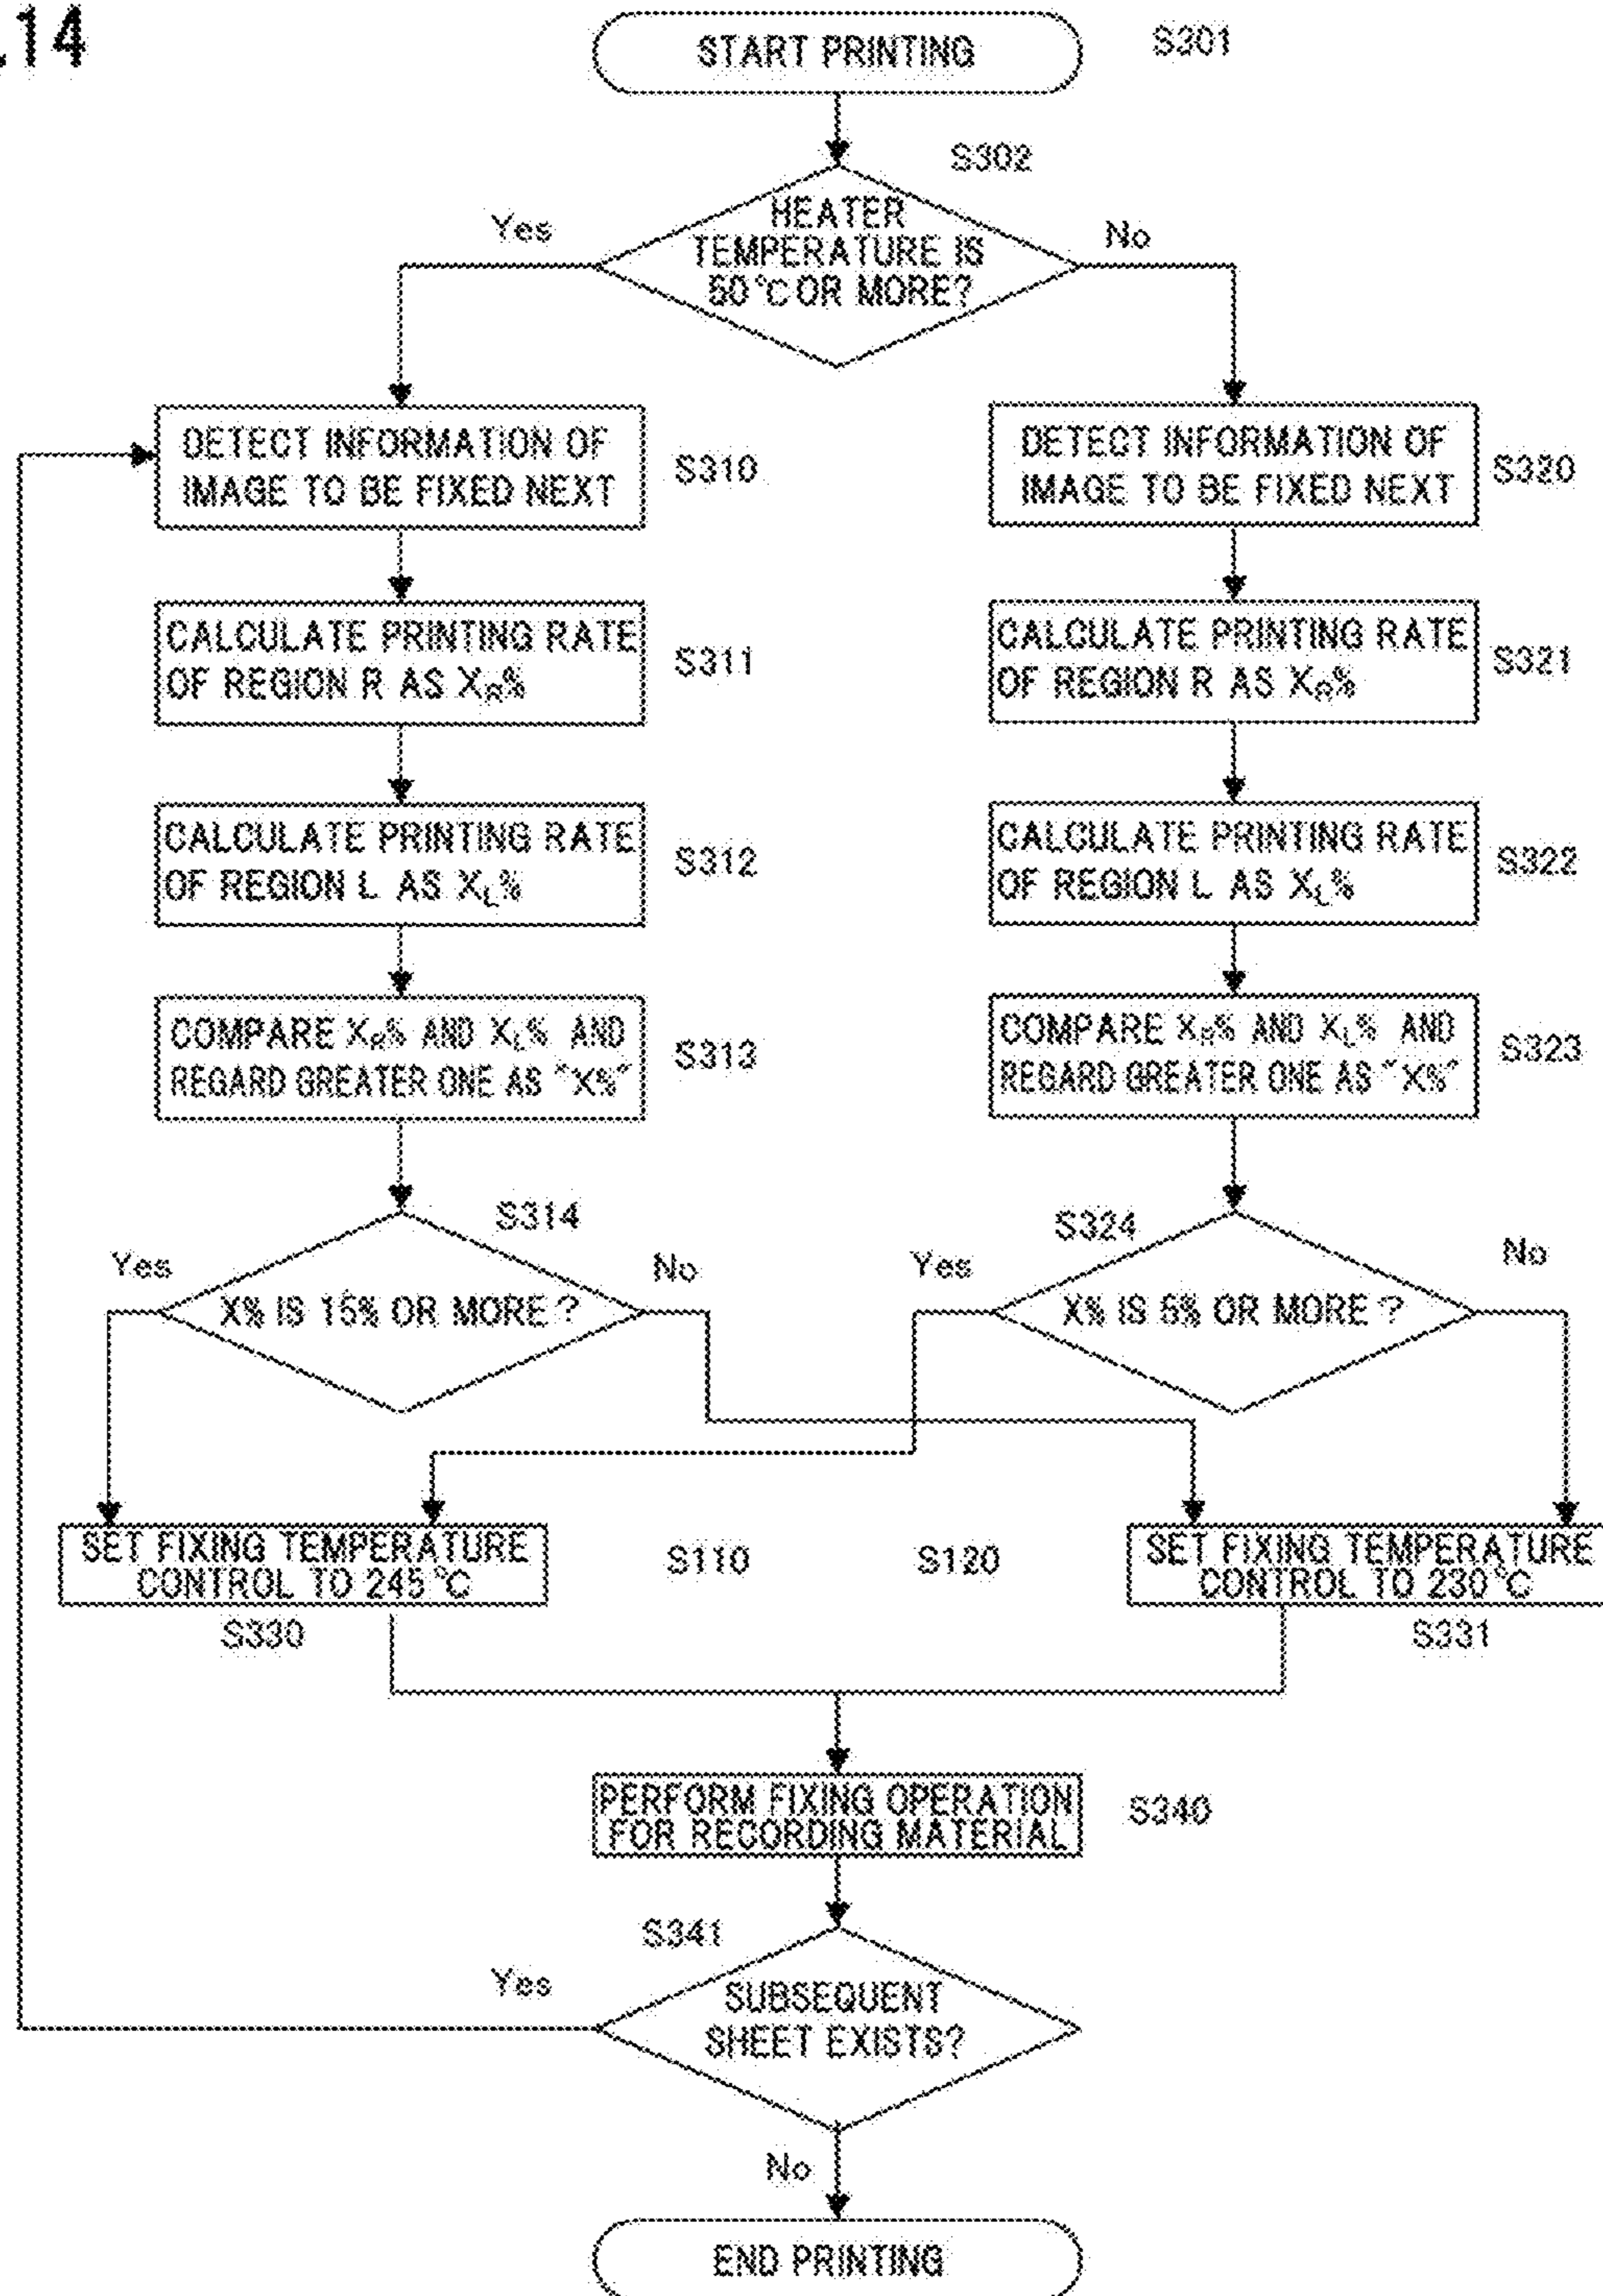 .14
START PRINTING
S301
S302
HEATER
TEMPERATURE IS
50°C OR MORE?
Yes
No
DETECT INFORMATION OF
IMAGE TO BE FIXED NEXT
S310
DETECT INFORMATION OF
IMAGE TO BE FIXED NEXT
S320
CALCULATE PRINTING RATE
OF REGION R AS XR%
S311
CALCULATE PRINTING RATE
OF REGION R AS XR%
S321
CALCULATE PRINTING RATE
OF REGION L AS XL%
S312
CALCULATE PRINTING RATE
OF REGION L AS XL%
S322
COMPARE XR% AND XL% AND
REGARD GREATER ONE AS "X%"
S313
COMPARE XR% AND XL% AND
REGARD GREATER ONE AS "X%"
S323
S314
Yes
No
X% IS 15% OR MORE ?
S324
Yes
No
X% IS 5% OR MORE ?
SET FIXING TEMPERATURE
CONTROL TO 245°C
S330
S110
S120
SET FIXING TEMPERATURE
CONTROL TO 230°C
S331
PERFORM FIXING OPERATION
FOR RECORDING MATERIAL
S340
S341
Yes
SUBSEQUENT
SHEET EXISTS?
No
END PRINTING